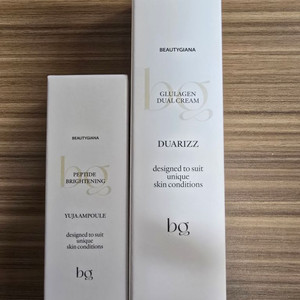 BEAUTYGIANA
bg
PEPTIDE
BRIGHTENING
YUJA AMPOULE
designed to suit
unique
skin conditions
bg
BEAUTYGIANA
bg
GLULAGEN
DUAL CREAM
DUARIZZ
designed to suit
unique
skin conditions
bg